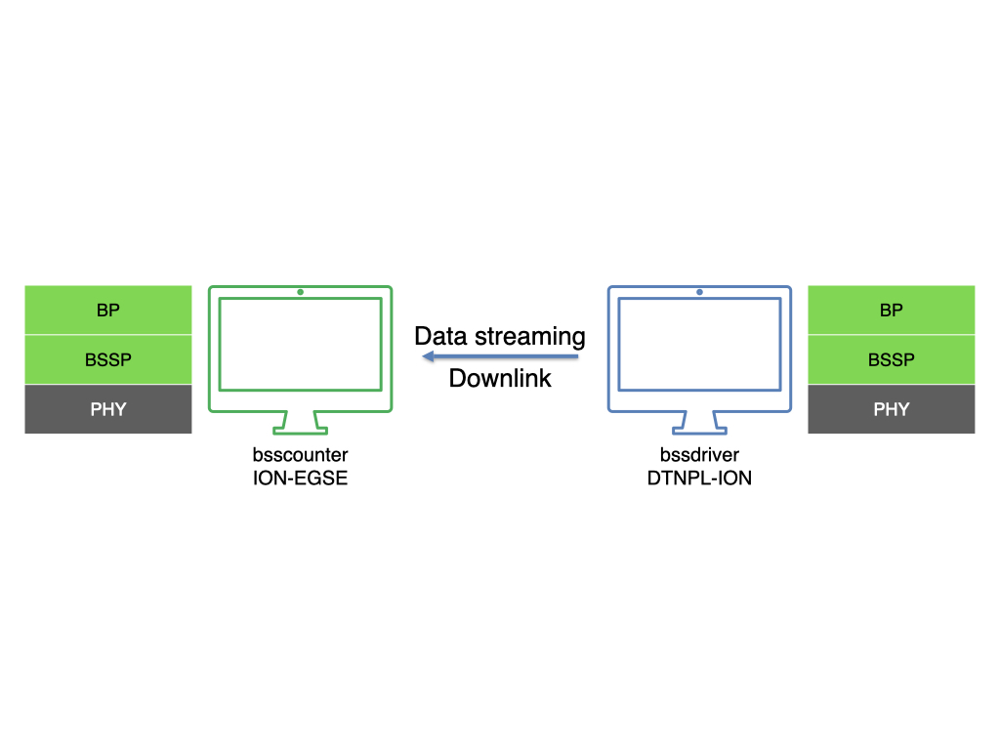 BP
BSSP
PHY
bsscounter
ION-EGSE
Data streaming
Downlink
bssdriver
DTNPL-ION
BP
BSSP
PHY